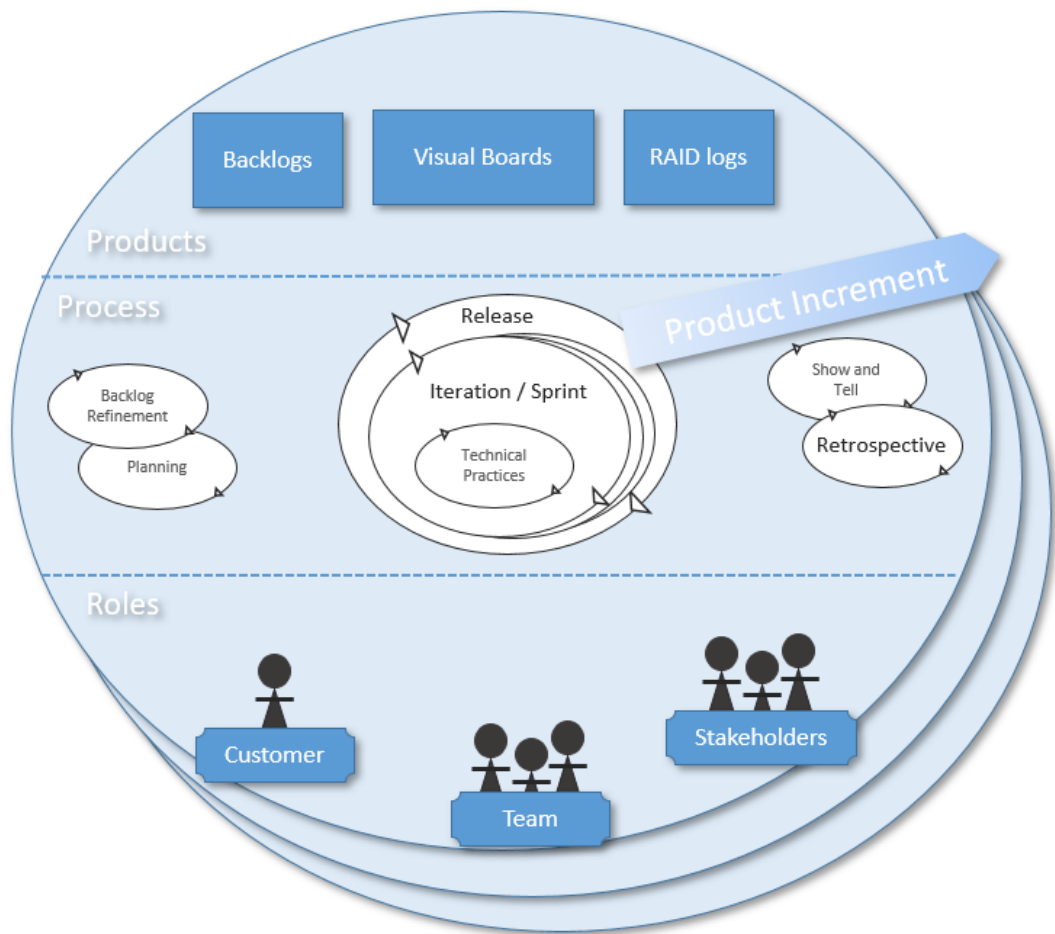 Backlogs
Visual Boards
RAID logs
Products
Process
Product Increment
Release
Iteration / Sprint
Technical
Practices
Backlog
Refinement
Planning
Show and
Tell
Retrospective
Roles
Customer
Team
Stakeholders